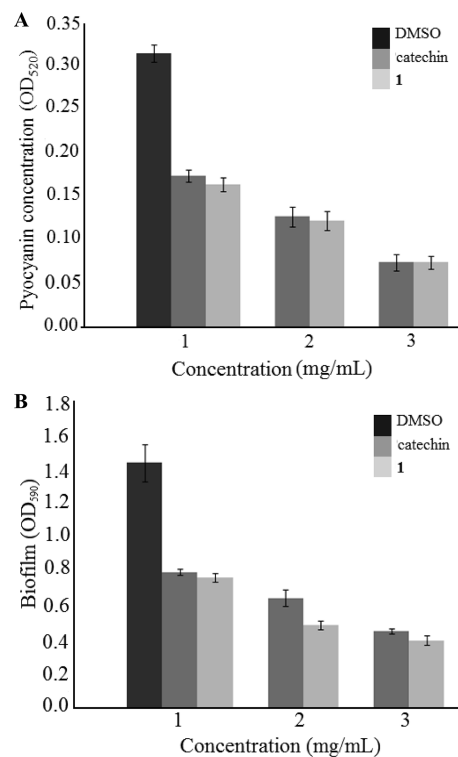 A
DMSO
catechin
1
Pyocyanin concentration (OD520)
0.35
0.30
0.25
0.20
0.15
0.10
0.05
0.00
1 2 3
Concentration (mg/mL)
B
DMSO
catechin
1
Biofilm (OD590)
1.8
1.6
1.4
1.2
0.8
0.6
0.4
0.2
0.0
1 2 3
Concentration (mg/mL)